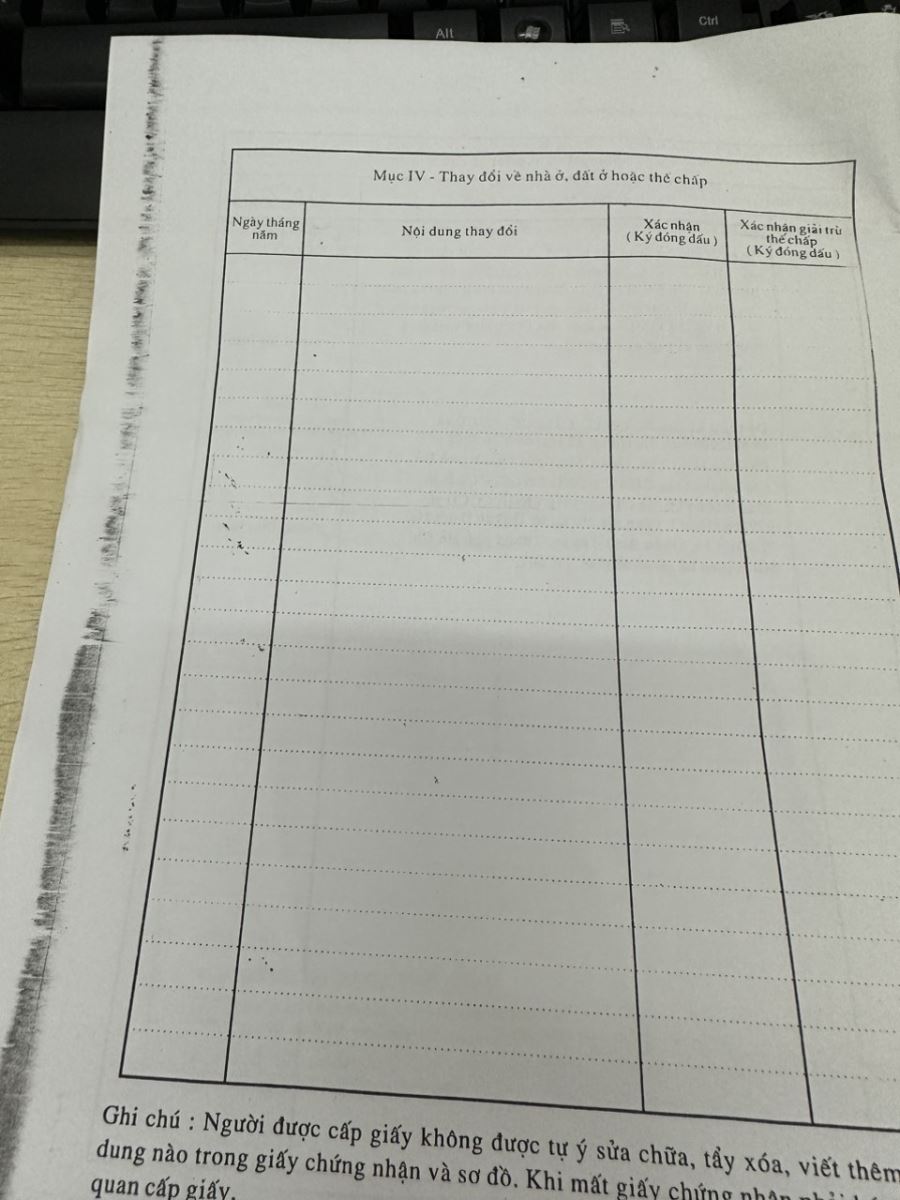 Alt
Ctrl
Mục IV - Thay đổi về nhà ở, đất ở hoặc thế chấp
Ngày tháng
năm
Nội dung thay đổi
Xác nhận
( Ký đóng dấu )
Xác nhận giải trừ
thế chấp
( Ký đóng dấu )
Ghi chú : Người được cấp giấy không được tự ý sửa chữa, tẩy xóa, viết thêm
dung nào trong giấy chứng nhận và sơ đồ. Khi mất giấy chứng nhận phải
quan cấp giấy.